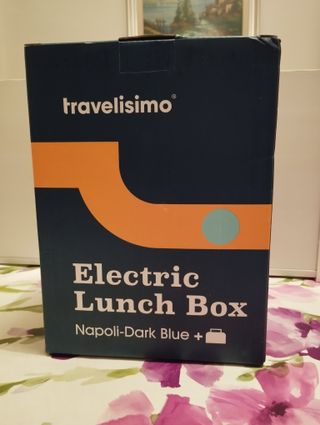 travelisimo®
Electric
Lunch Box
Napoli-Dark Blue +